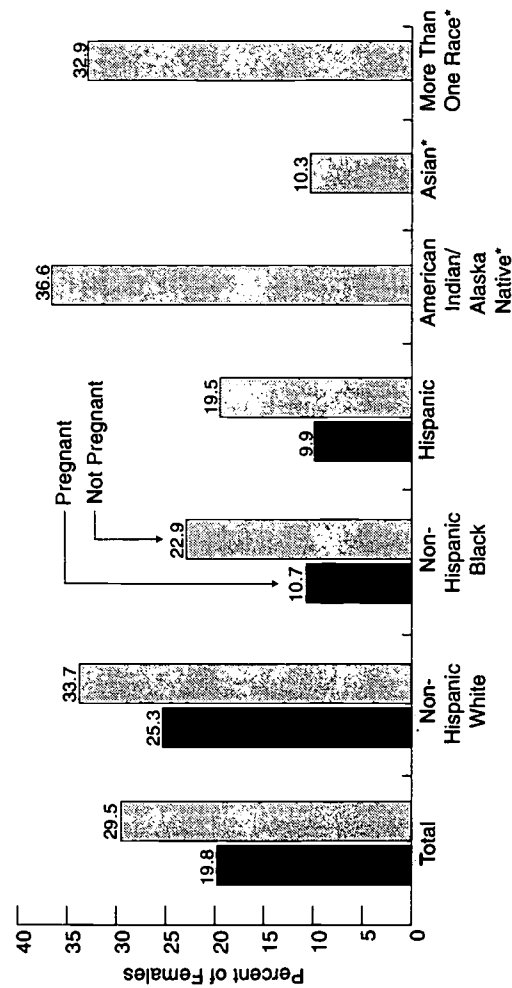 Percent of Females
40
35
30
25
20
15
10
5
0
Pregnant
Not Pregnant
19.8
29.5
25.3
33.7
10.7
22.9
9.9
19.5
36.6
10.3
32.9
Total
Non-
Hispanic
White
Non-
Hispanic
Black
Hispanic
American
Indian/
Alaska
Native*
Asian*
More Than
One Race*